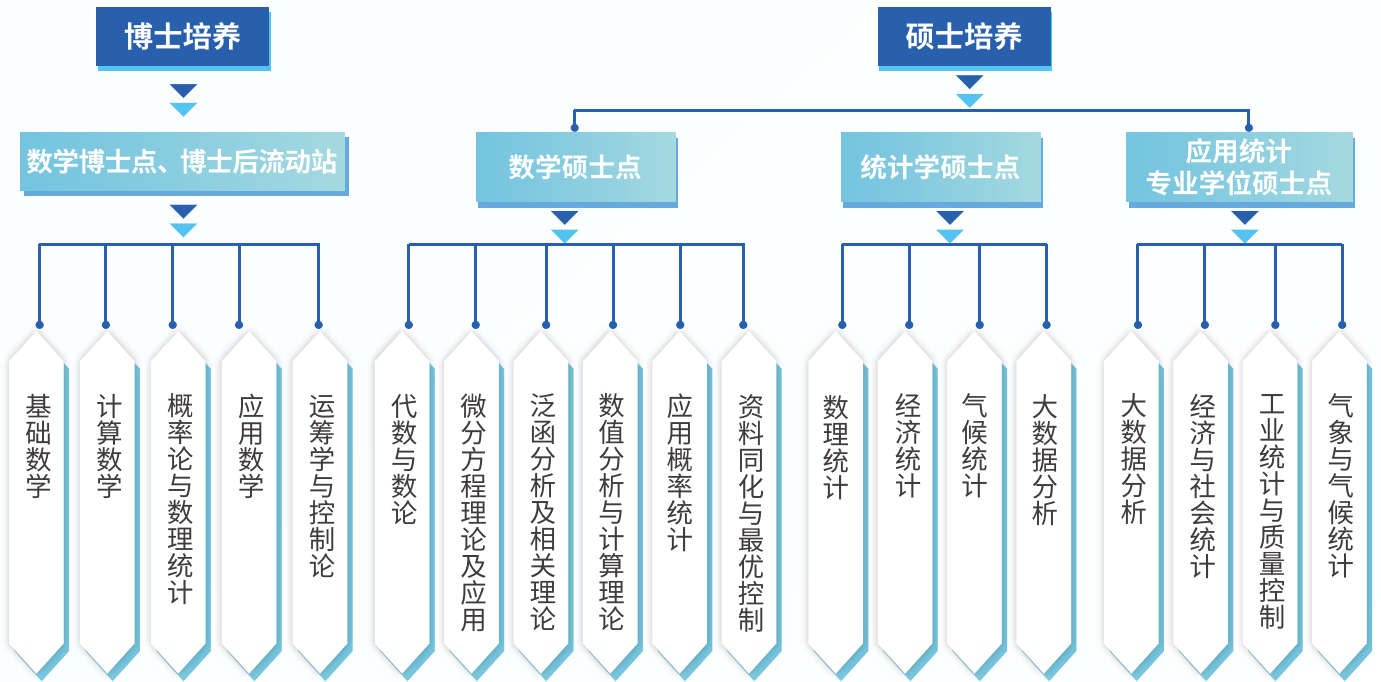 博士培养
硕士培养
数学博士点、博士后流动站
数学硕士点
统计学硕士点
应用统计
专业学位硕士点
基础数学
计算数学
概率论与数理统计
应用数学
运筹学与控制论
代数与数论
微分方程理论及应用
泛函分析及相关理论
数值分析与计算理论
应用概率统计
资料同化与最优控制
数理统计
经济统计
气候统计
大数据分析
大数据分析
经济与社会统计
工业统计与质量控制
气象与气候统计